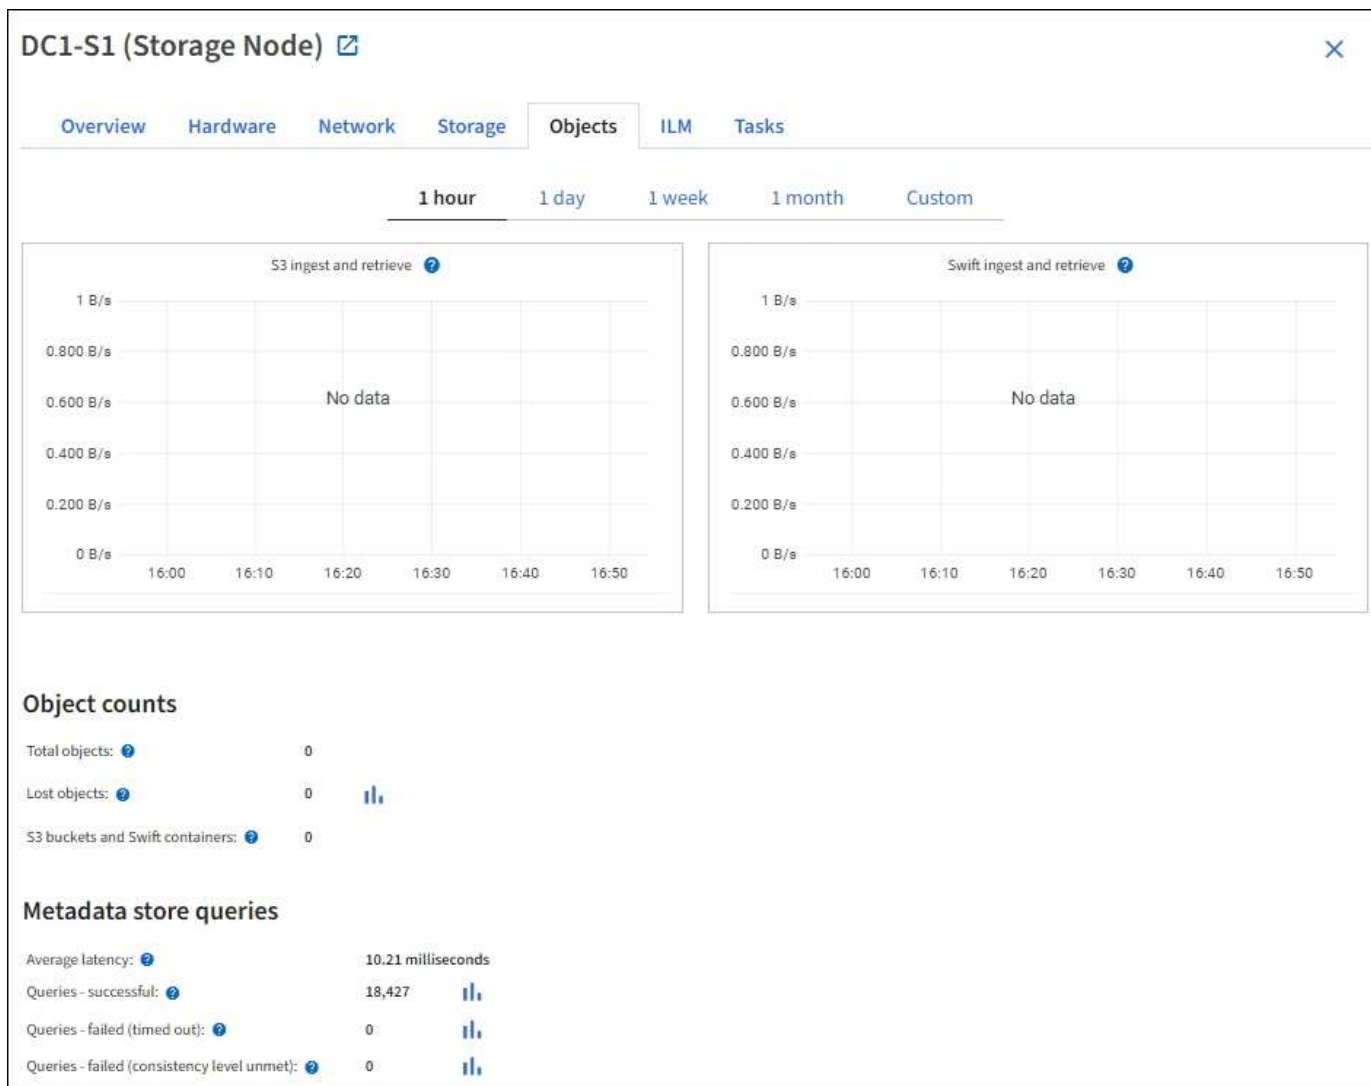 DC1-S1 (Storage Node)
Overview Hardware Network Storage Objects ILM Tasks
1 hour 1 day 1 week 1 month Custom
S3 ingest and retrieve
1 B/s
0.800 B/s
0.600 B/s
0.400 B/s
0.200 B/s
0 B/s
No data
16:00 16:10 16:20 16:30 16:40 16:50
Swift ingest and retrieve
1 B/s
0.800 B/s
0.600 B/s
0.400 B/s
0.200 B/s
0 B/s
No data
16:00 16:10 16:20 16:30 16:40 16:50
Object counts
Total objects: 0
Lost objects: 0
S3 buckets and Swift containers: 0
Metadata store queries
Average latency: 10.21 milliseconds
Queries - successful: 18,427
Queries - failed (timed out): 0
Queries - failed (consistency level unmet): 0